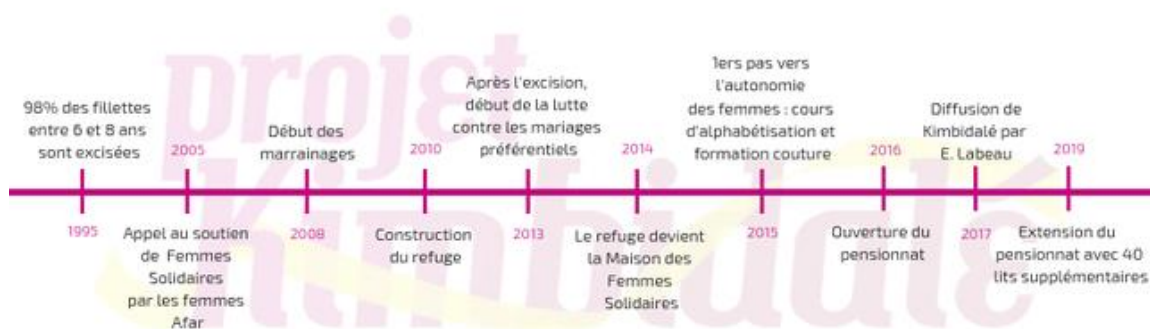 projet
Kimbidalé
98% des fillettes
entre 6 et 8 ans
sont excisées
1995
2005
Appel au soutien
de Femmes
Solidaires
par les femmes
Afar
Début des
marrainages
2008
2010
Construction
du refuge
Après l'excision,
début de la lutte
contre les mariages
préférentiels
2013
2014
Le refuge devient
la Maison des
Femmes
Solidaires
1ers pas vers
l'autonomie
des femmes : cours
d'alphabétisation et
formation couture
2015
2016
Ouverture du
pensionnat
Diffusion de
Kimbidalé par
E. Labeau
2017
2019
Extension du
pensionnat avec 40
lits supplémentaires